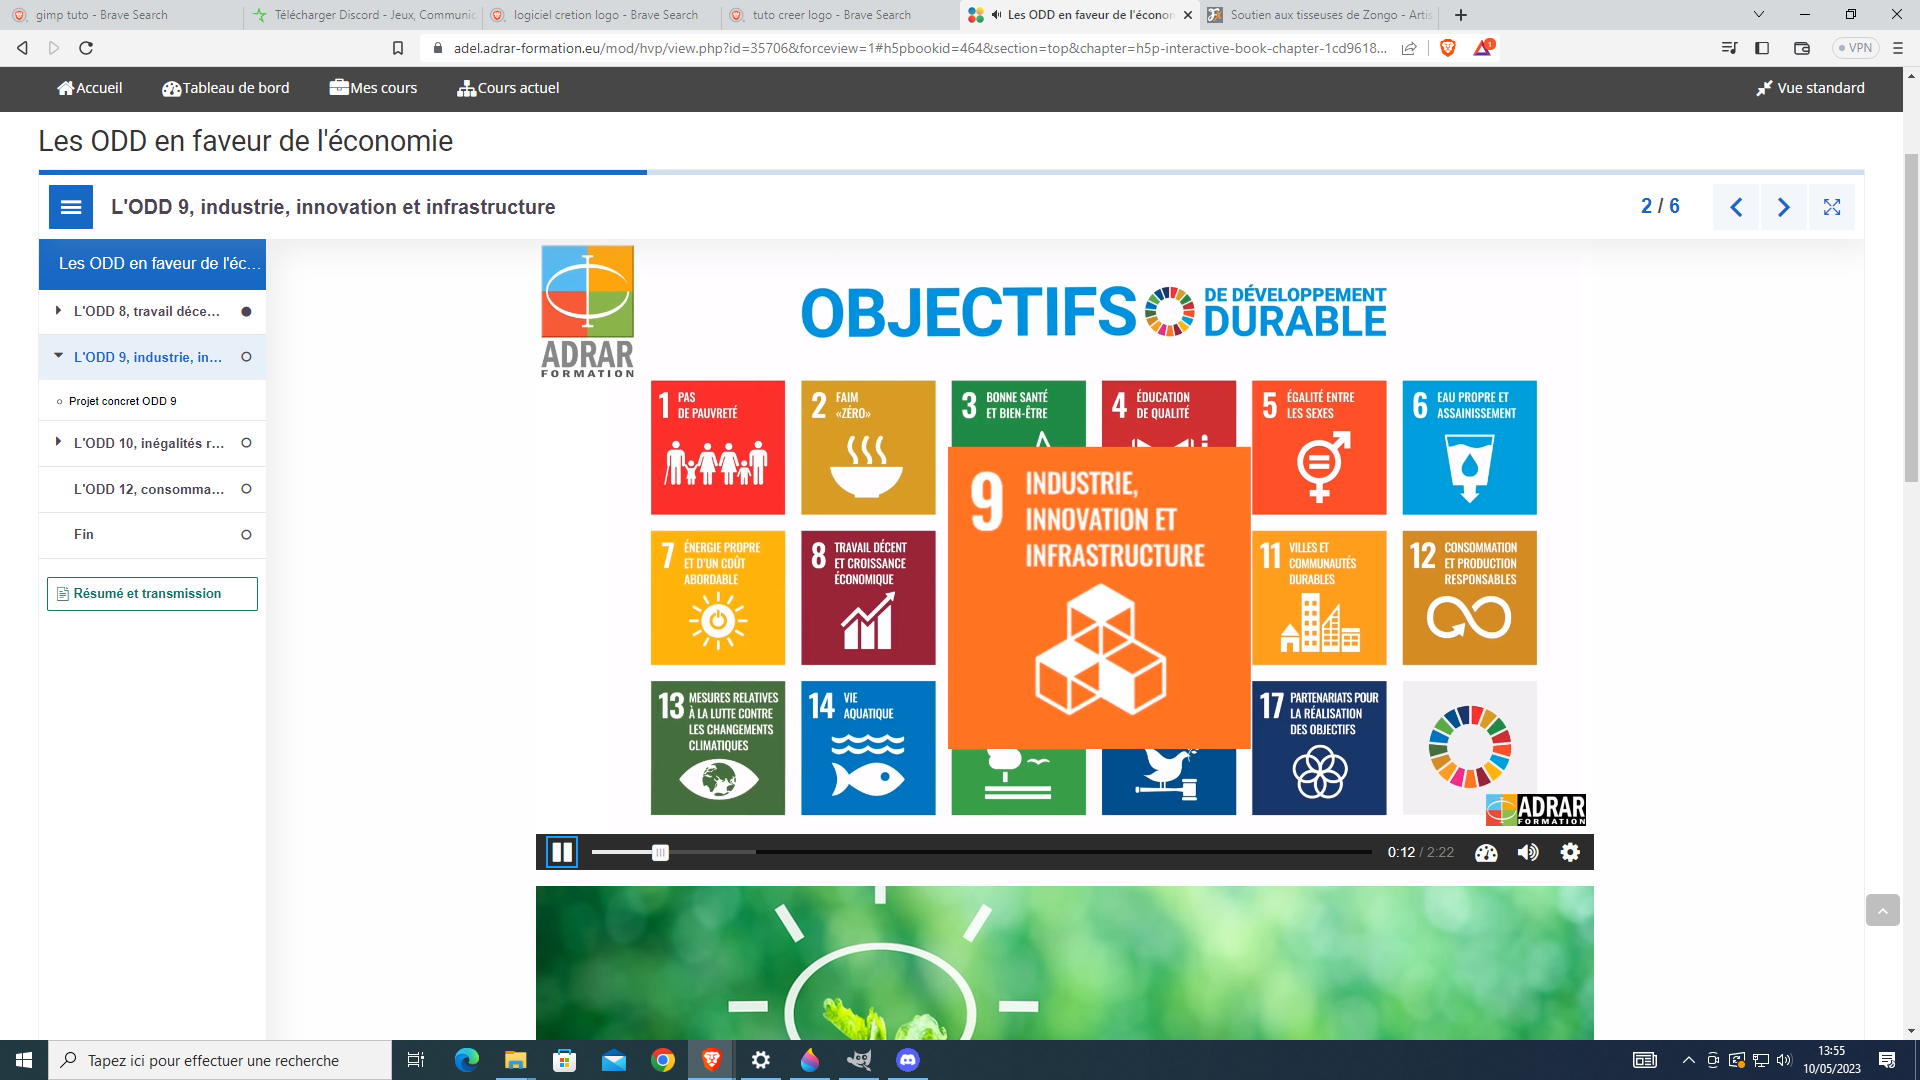 gimp tuto - Brave Search
Télécharger Discord - Jeux, Communic
logiciel cretion logo - Brave Search
tuto creer logo - Brave Search
Les ODD en faveur de l'écono
Soutien aux tisseuses de Zongo - Artis
adel.adrar-formation.eu/mod/hvp/view.php?id=35706&forceview=1#h5pbookid=464&section=top&chapter=h5p-interactive-book-chapter-1cd9618...
1
VPN
Accueil
Tableau de bord
Mes cours
Cours actuel
Vue standard
Les ODD en faveur de l'économie
L'ODD 9, industrie, innovation et infrastructure
2 / 6
Les ODD en faveur de l'éc...
L'ODD 8, travail déce...
L'ODD 9, industrie, in...
Projet concret ODD 9
L'ODD 10, inégalités r...
L'ODD 12, consomma...
Fin
Résumé et transmission
ADRAR
FORMATION
OBJECTIFS
DE DÉVELOPPEMENT
DURABLE
1 PAS
DE PAUVRETÉ
2 FAIM
«ZÉRO»
3 BONNE SANTÉ
ET BIEN-ÊTRE
4 ÉDUCATION
DE QUALITÉ
5 ÉGALITÉ ENTRE
LES SEXES
6 EAU PROPRE ET
ASSAINISSEMENT
7 ÉNERGIE PROPRE
ET D'UN COÛT
ABORDABLE
8 TRAVAIL DÉCENT
ET CROISSANCE
ÉCONOMIQUE
9 INDUSTRIE,
INNOVATION ET
INFRASTRUCTURE
11 VILLES ET
COMMUNAUTÉS
DURABLES
12 CONSOMMATION
ET PRODUCTION
RESPONSABLES
13 MESURES RELATIVES
À LA LUTTE CONTRE
LES CHANGEMENTS
CLIMATIQUES
14 VIE
AQUATIQUE
17 PARTENARIATS POUR
LA RÉALISATION
DES OBJECTIFS
ADRAR
FORMATION
0:12 / 2:22
Tapez ici pour effectuer une recherche
13:55
10/05/2023